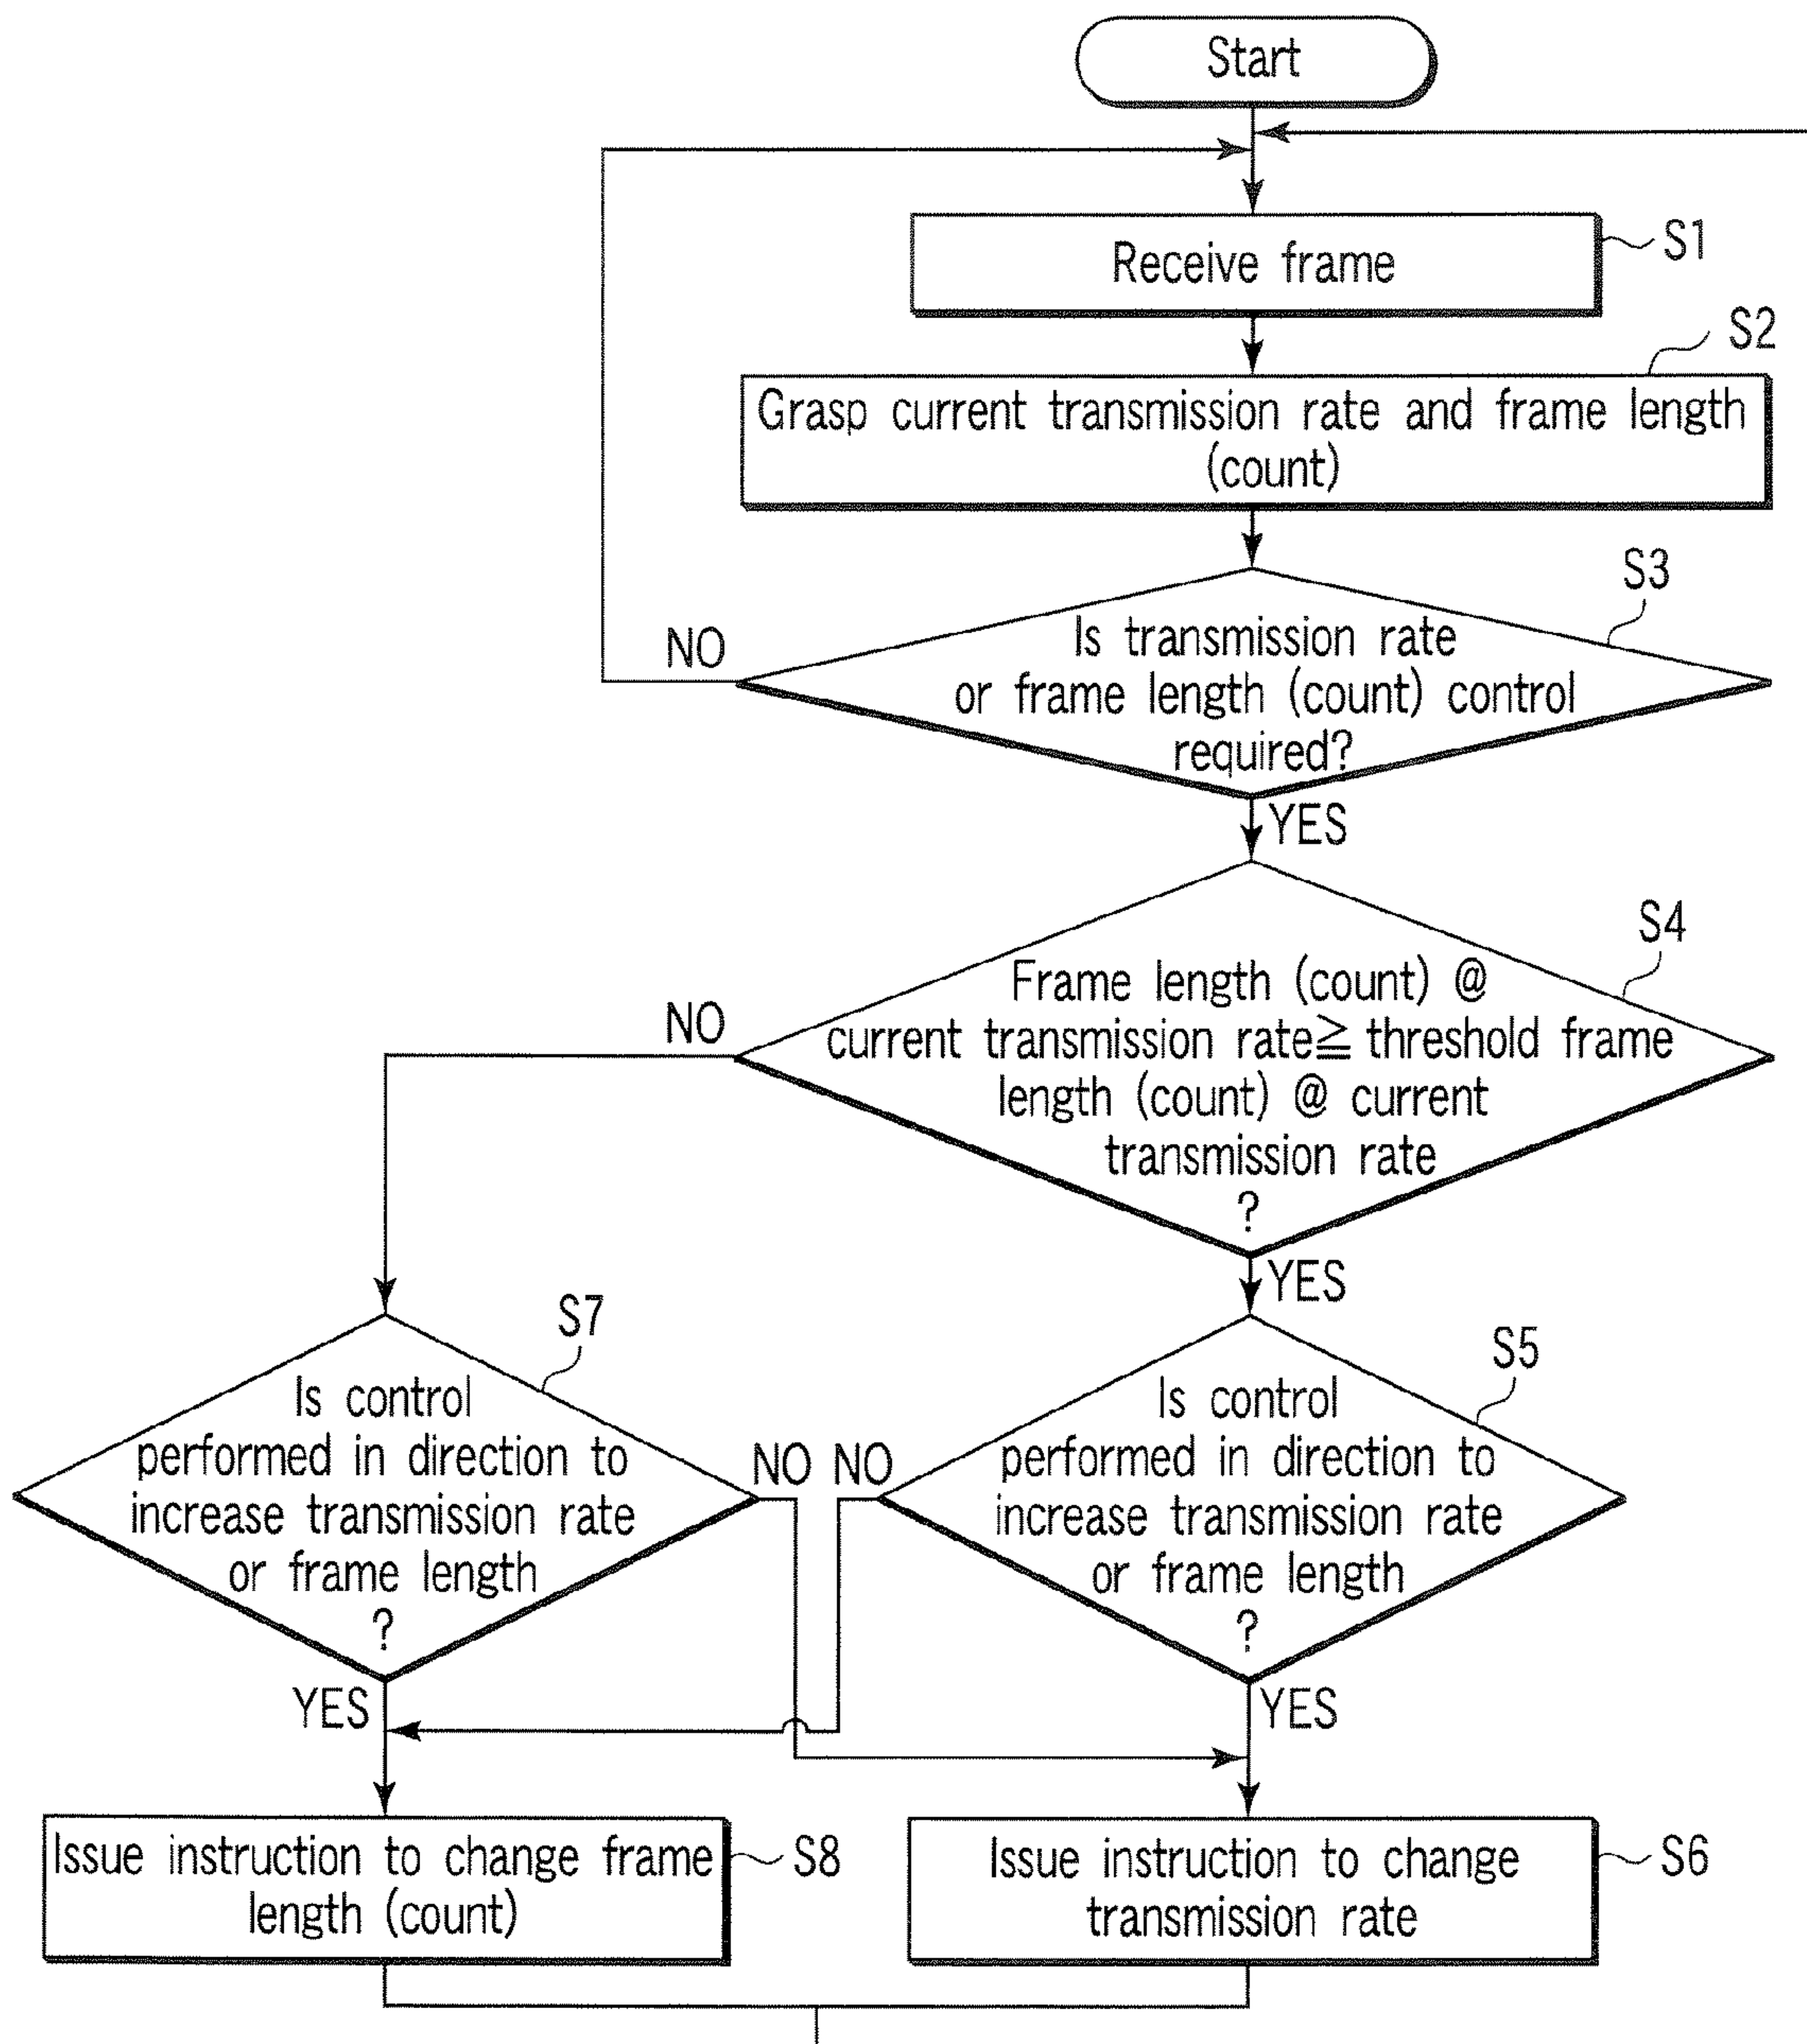 Start
Receive frame
S1
S2
Grasp current transmission rate and frame length
(count)
S3
Is transmission rate
or frame length (count) control
required?
NO
YES
S4
Frame length (count) @
current transmission rate≧ threshold frame
length (count) @ current
transmission rate
?
NO
YES
S7
Is control
performed in direction to
increase transmission rate
or frame length
?
NO
YES
S5
Is control
performed in direction to
increase transmission rate
or frame length
?
NO
YES
Issue instruction to change frame
length (count)
S8
Issue instruction to change
transmission rate
S6